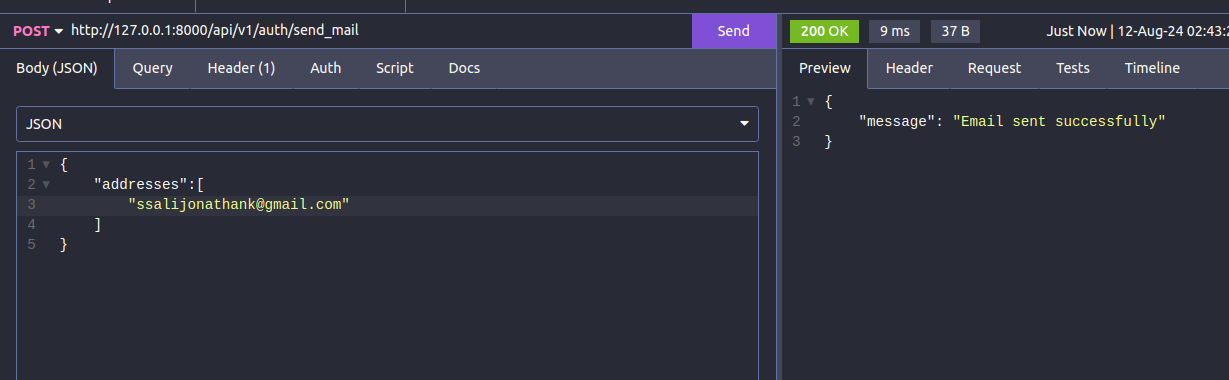 POST http://127.0.0.1:8000/api/v1/auth/send_mail Send
Body (JSON) Query Header (1) Auth Script Docs
JSON
1 {
2 "addresses":[
3 "ssalijonathank@gmail.com"
4 ]
5 }
200 OK 9 ms 37 B Just Now | 12-Aug-24 02:43:2
Preview Header Request Tests Timeline
1 {
2 "message": "Email sent successfully"
3 }